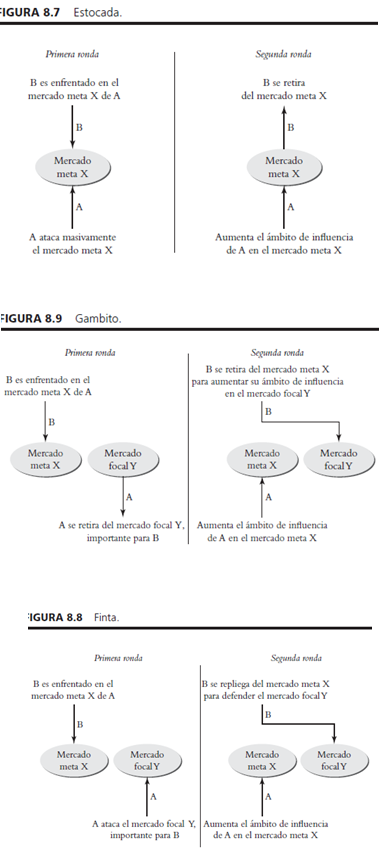 FIGURA 8.7 Estocada.
Primera ronda
B es enfrentado en el
mercado meta X de A
B
Mercado
meta X
A
A ataca masivamente
el mercado meta X
Segunda ronda
B se retira
del mercado meta X
B
Mercado
meta X
A
Aumenta el ámbito de influencia
de A en el mercado meta X
FIGURA 8.9 Gambito.
Primera ronda
B es enfrentado en el
mercado meta X de A
B
Mercado
meta X
Mercado
focal Y
A
A se retira del mercado focal Y,
importante para B
Segunda ronda
B se retira del mercado meta X
para aumentar su ámbito de influencia
en el mercado focal Y
B
Mercado
meta X
Mercado
focal Y
A
Aumenta el ámbito de influencia
de A en el mercado meta X
FIGURA 8.8 Finta.
Primera ronda
B es enfrentado en el
mercado meta X de A
B
Mercado
meta X
Mercado
focal Y
A
A ataca el mercado focal Y,
importante para B
Segunda ronda
B se repliega del mercado meta X
para defender el mercado focal Y
B
Mercado
meta X
Mercado
focal Y
A
Aumenta el ámbito de influencia
de A en el mercado meta X